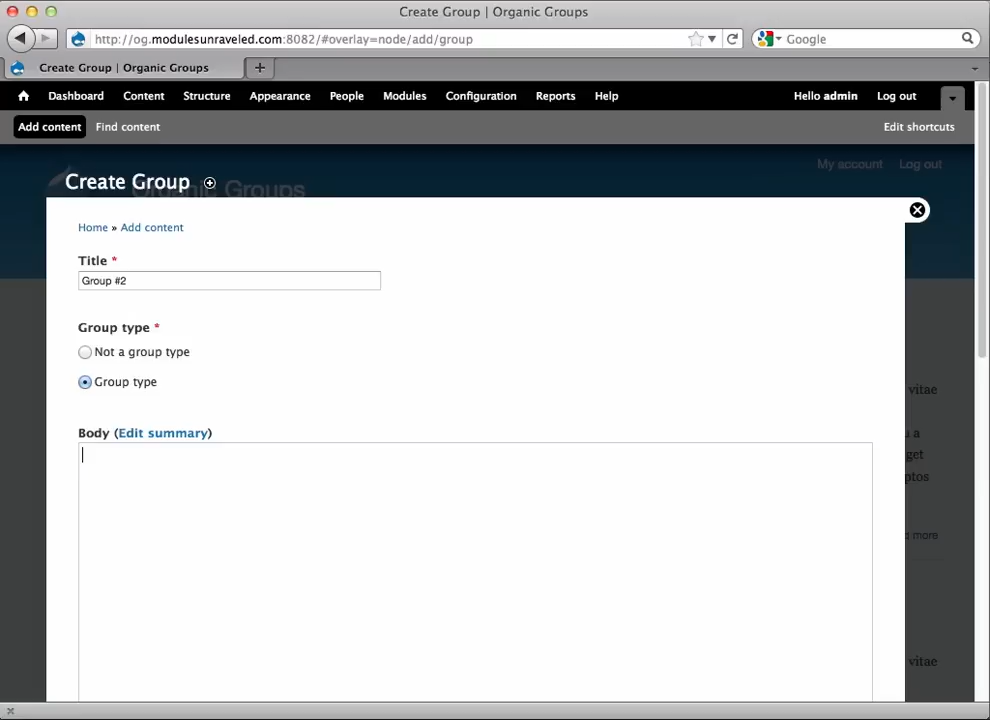 Create Group | Organic Groups
http://og.modulesunraveled.com:8082/#overlay=node/add/group
Google
Create Group | Organic Groups
Dashboard Content Structure Appearance People Modules Configuration Reports Help Hello admin Log out
Add content Find content Edit shortcuts
My account Log out
Create Group
Organic Groups
Home » Add content
Title *
Group #2
Group type *
Not a group type
Group type
vitae
Body (Edit summary)
u a
get
ptos
more
vitae